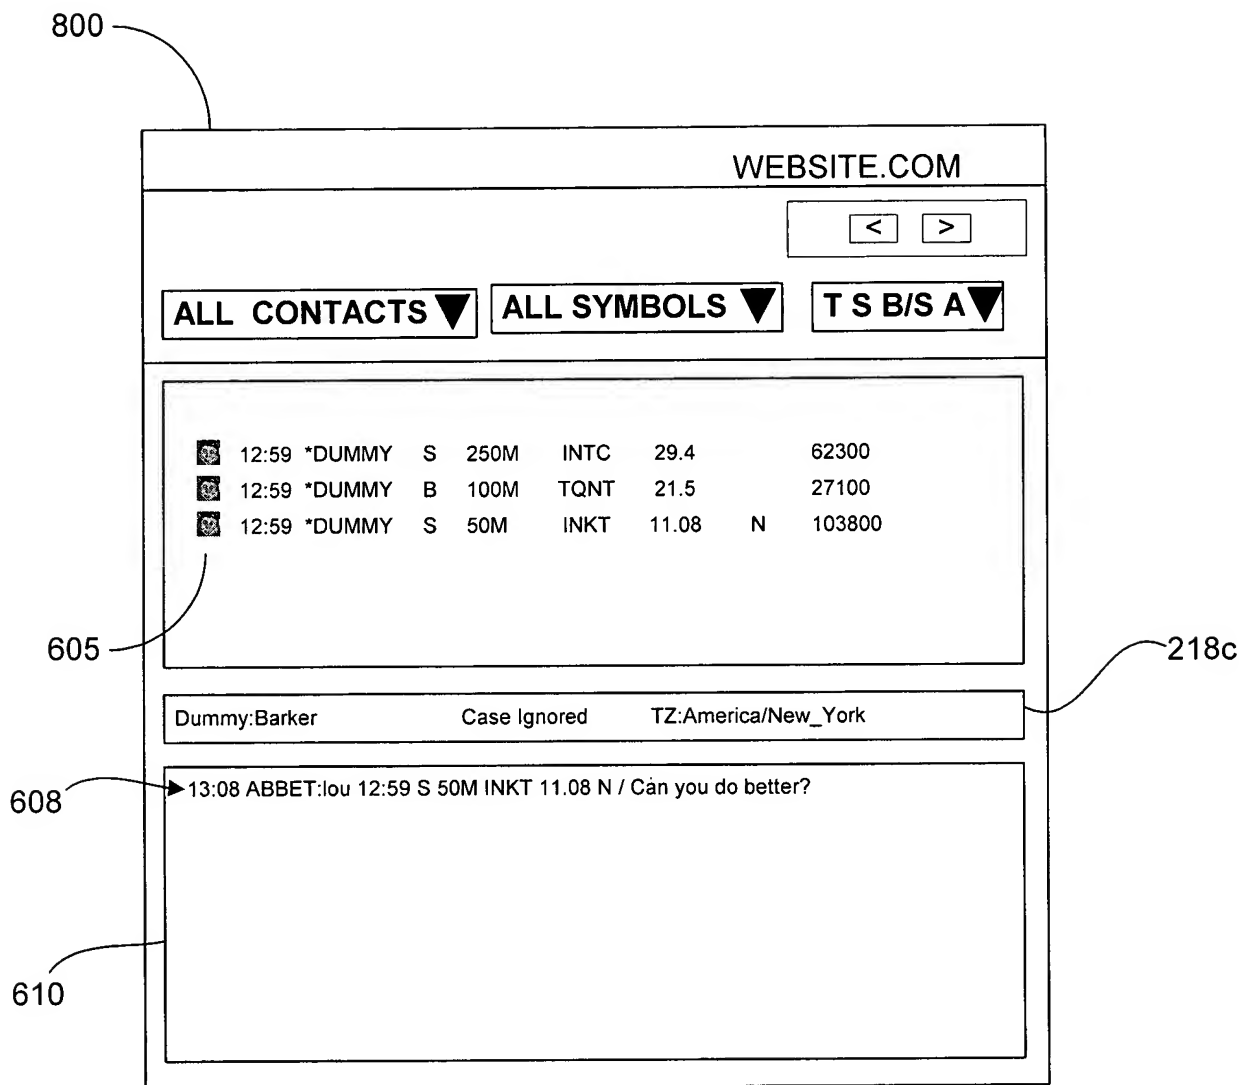 800
WEBSITE.COM
< >
ALL CONTACTS ALL SYMBOLS T S B/S A
12:59 *DUMMY S 250M INTC 29.4 62300
12:59 *DUMMY B 100M TQNT 21.5 27100
12:59 *DUMMY S 50M INKT 11.08 N 103800
605
218c
Dummy:Barker Case Ignored TZ:America/New_York
608
13:08 ABBET:lou 12:59 S 50M INKT 11.08 N / Can you do better?
610